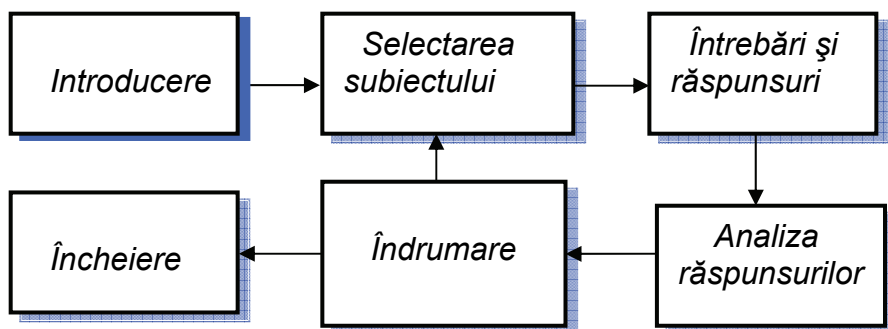 Introducere
Selectarea
subiectului
Întrebări şi
răspunsuri
Încheiere
Îndrumare
Analiza
răspunsurilor